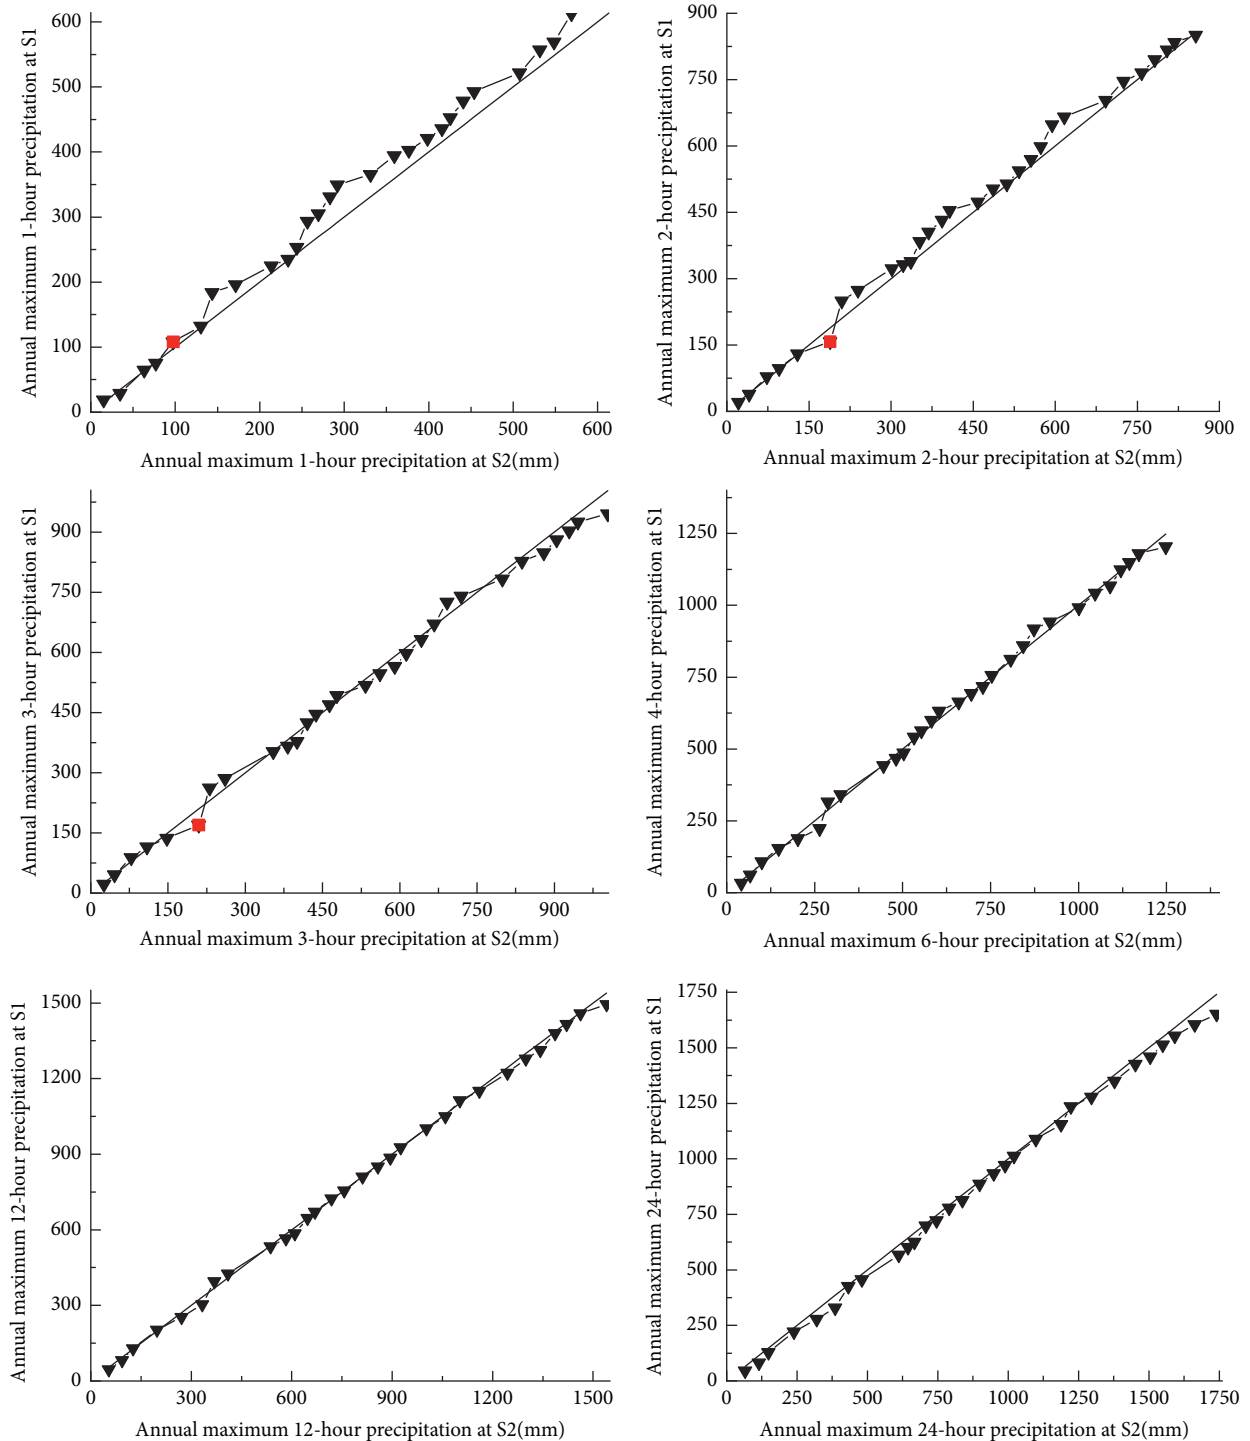 Annual maximum 1-hour precipitation at S1
600
500
400
300
200
100
0
0 100 200 300 400 500 600
Annual maximum 1-hour precipitation at S2(mm)
Annual maximum 2-hour precipitation at S1
900
750
600
450
300
150
0
0 150 300 450 600 750 900
Annual maximum 2-hour precipitation at S2(mm)
Annual maximum 3-hour precipitation at S1
900
750
600
450
300
150
0
0 150 300 450 600 750 900
Annual maximum 3-hour precipitation at S2(mm)
Annual maximum 4-hour precipitation at S1
1250
1000
750
500
250
0
0 250 500 750 1000 1250
Annual maximum 6-hour precipitation at S2(mm)
Annual maximum 12-hour precipitation at S1
1500
1200
900
600
300
0
0 300 600 900 1200 1500
Annual maximum 12-hour precipitation at S2(mm)
Annual maximum 24-hour precipitation at S1
1750
1500
1250
1000
750
500
250
0
0 250 500 750 1000 1250 1500 1750
Annual maximum 24-hour precipitation at S2(mm)